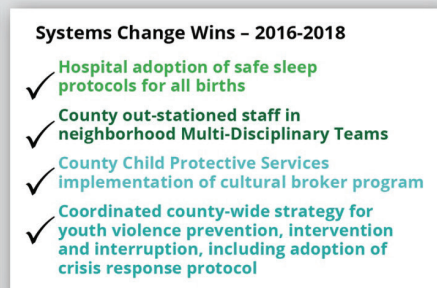 Systems Change Wins – 2016-2018
Hospital adoption of safe sleep
protocols for all births
County out-stationed staff in
neighborhood Multi-Disciplinary Teams
County Child Protective Services
implementation of cultural broker program
Coordinated county-wide strategy for
youth violence prevention, intervention
and interruption, including adoption of
crisis response protocol